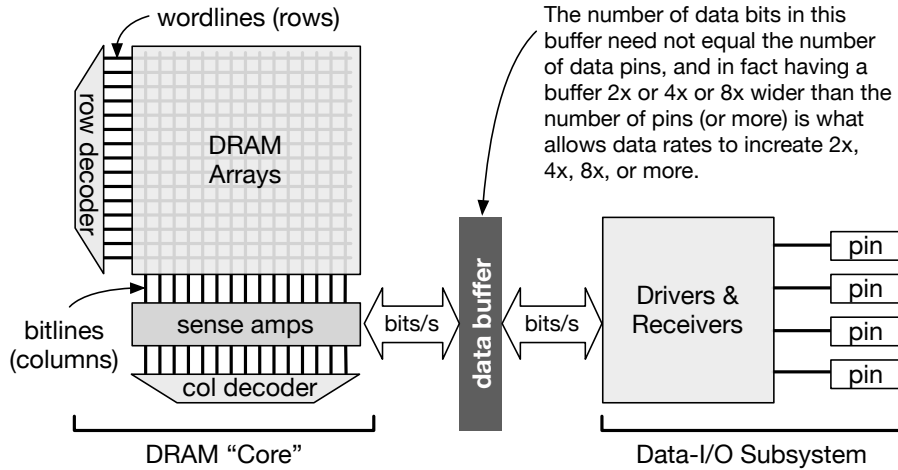 wordlines (rows)
The number of data bits in this
buffer need not equal the number
of data pins, and in fact having a
buffer 2x or 4x or 8x wider than the
number of pins (or more) is what
allows data rates to increate 2x,
4x, 8x, or more.
row decoder
DRAM
Arrays
bitlines
(columns)
sense amps
col decoder
bits/s
data buffer
bits/s
Drivers &
Receivers
pin
pin
pin
pin
DRAM “Core”
Data-I/O Subsystem